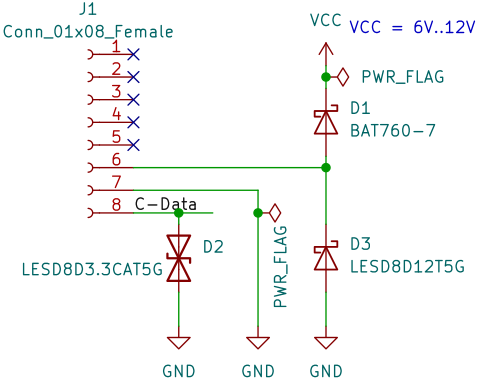 J1
Conn_01x08_Female
1
2
3
4
5
6
7
8
C-Data
VCC
VCC = 6V..12V
PWR_FLAG
D1
BAT760-7
D2
LESD8D3.3CAT5G
PWR_FLAG
D3
LESD8D12T5G
GND
GND
GND